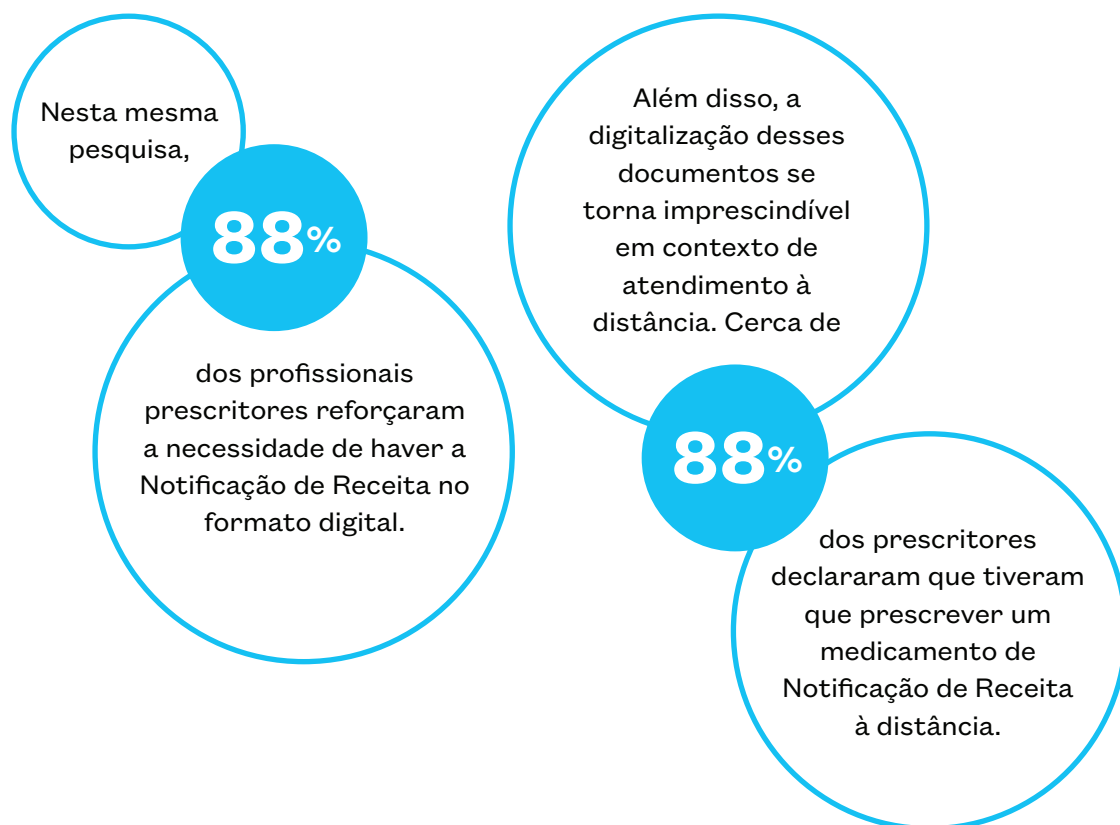 Nesta mesma
pesquisa,
88%
dos profissionais
prescritores reforçaram
a necessidade de haver a
Notificação de Receita no
formato digital.
Além disso, a
digitalização desses
documentos se
torna imprescindível
em contexto de
atendimento à
distância. Cerca de
88%
dos prescritores
declararam que tiveram
que prescrever um
medicamento de
Notificação de Receita
à distância.